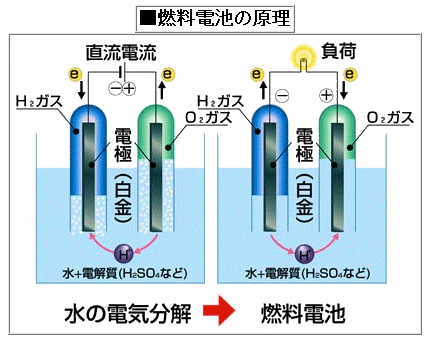 ■燃料電池の原理
直流電流
e
e
⊖⊕
H₂ガス
O₂ガス
電極(白金)
H⁺
水+電解質(H₂SO₄など)
水の電気分解
負荷
e
e
⊖
⊕
H₂ガス
O₂ガス
電極(白金)
H⁺
水+電解質(H₂SO₄など)
燃料電池